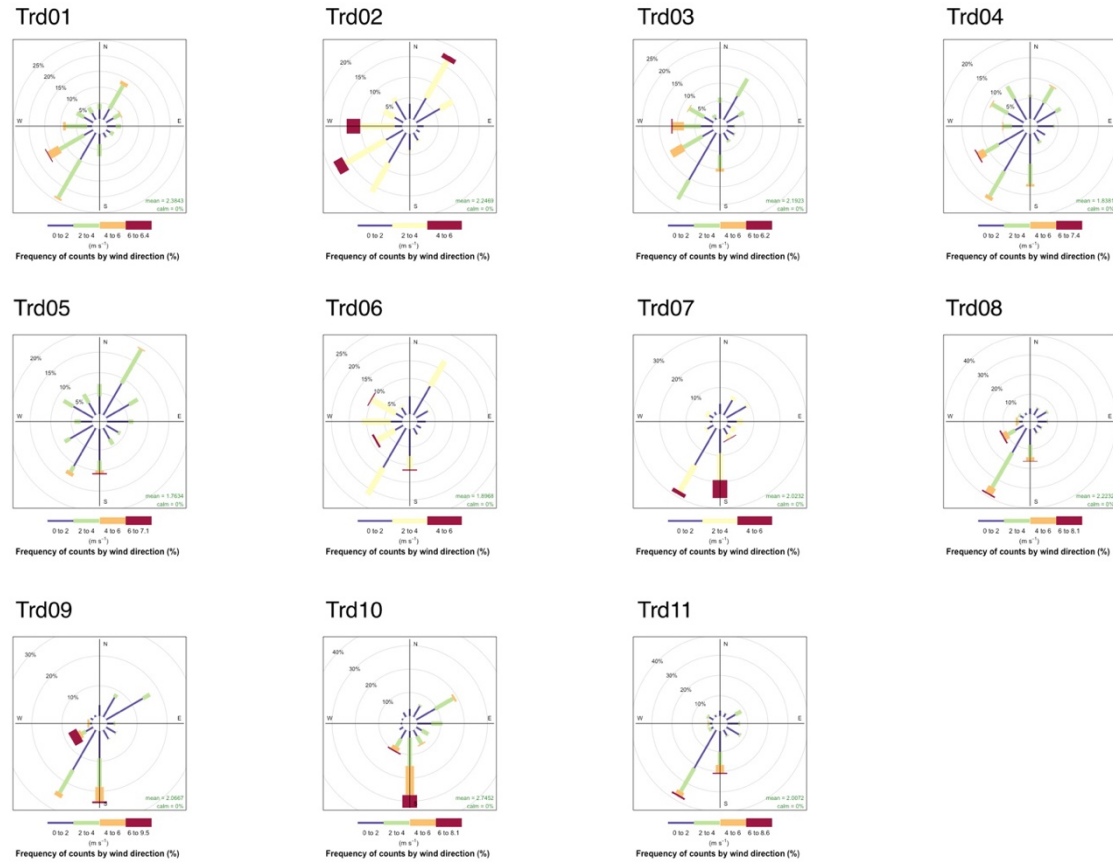 Trd01 Trd02 Trd03 Trd04
N N N N
25% 20% 15% 10% 5% 20% 15% 10% 5% 20% 15% 10% 5% 20% 15% 10% 5%
W E W E W E W E
S S S S
mean = 2.2469 mean = 2.1923
calm = 0% calm = 0% calm = 0% calm = 0%
0 to 2 2 to 4 4 to 6 6 to 6.4 0 to 2 2 to 4 4 to 6 0 to 2 2 to 4 4 to 6 6 to 6.2 0 to 2 2 to 4 4 to 6 6 to 7.4
(m s⁻¹) (m s⁻¹) (m s⁻¹) (m s⁻¹)
Frequency of counts by wind direction (%) Frequency of counts by wind direction (%) Frequency of counts by wind direction (%) Frequency of counts by wind direction (%)
Trd05 Trd06 Trd07 Trd08
N N N N
20% 15% 10% 5% 25% 20% 15% 10% 5% 30% 20% 10% 40% 30% 20% 10%
W E W E W E W E
S S S S
mean = 1.7634 mean = 1.8968 mean = 2.0232 mean = 2.2232
calm = 0% calm = 0% calm = 0% calm = 0%
0 to 2 2 to 4 4 to 6 6 to 7.1 0 to 2 2 to 4 4 to 6 0 to 2 2 to 4 4 to 6 0 to 2 2 to 4 4 to 6 6 to 8.1
(m s⁻¹) (m s⁻¹) (m s⁻¹) (m s⁻¹)
Frequency of counts by wind direction (%) Frequency of counts by wind direction (%) Frequency of counts by wind direction (%) Frequency of counts by wind direction (%)
Trd09 Trd10 Trd11
N N N
30% 20% 10% 40% 30% 20% 10% 40% 30% 20% 10%
W E W E W E
S S S
mean = 2.0667 mean = 2.7452 mean = 2.0072
calm = 0% calm = 0% calm = 0%
0 to 2 2 to 4 4 to 6 6 to 9.5 0 to 2 2 to 4 4 to 6 6 to 8.1 0 to 2 2 to 4 4 to 6 6 to 8.6
(m s⁻¹) (m s⁻¹) (m s⁻¹)
Frequency of counts by wind direction (%) Frequency of counts by wind direction (%) Frequency of counts by wind direction (%)